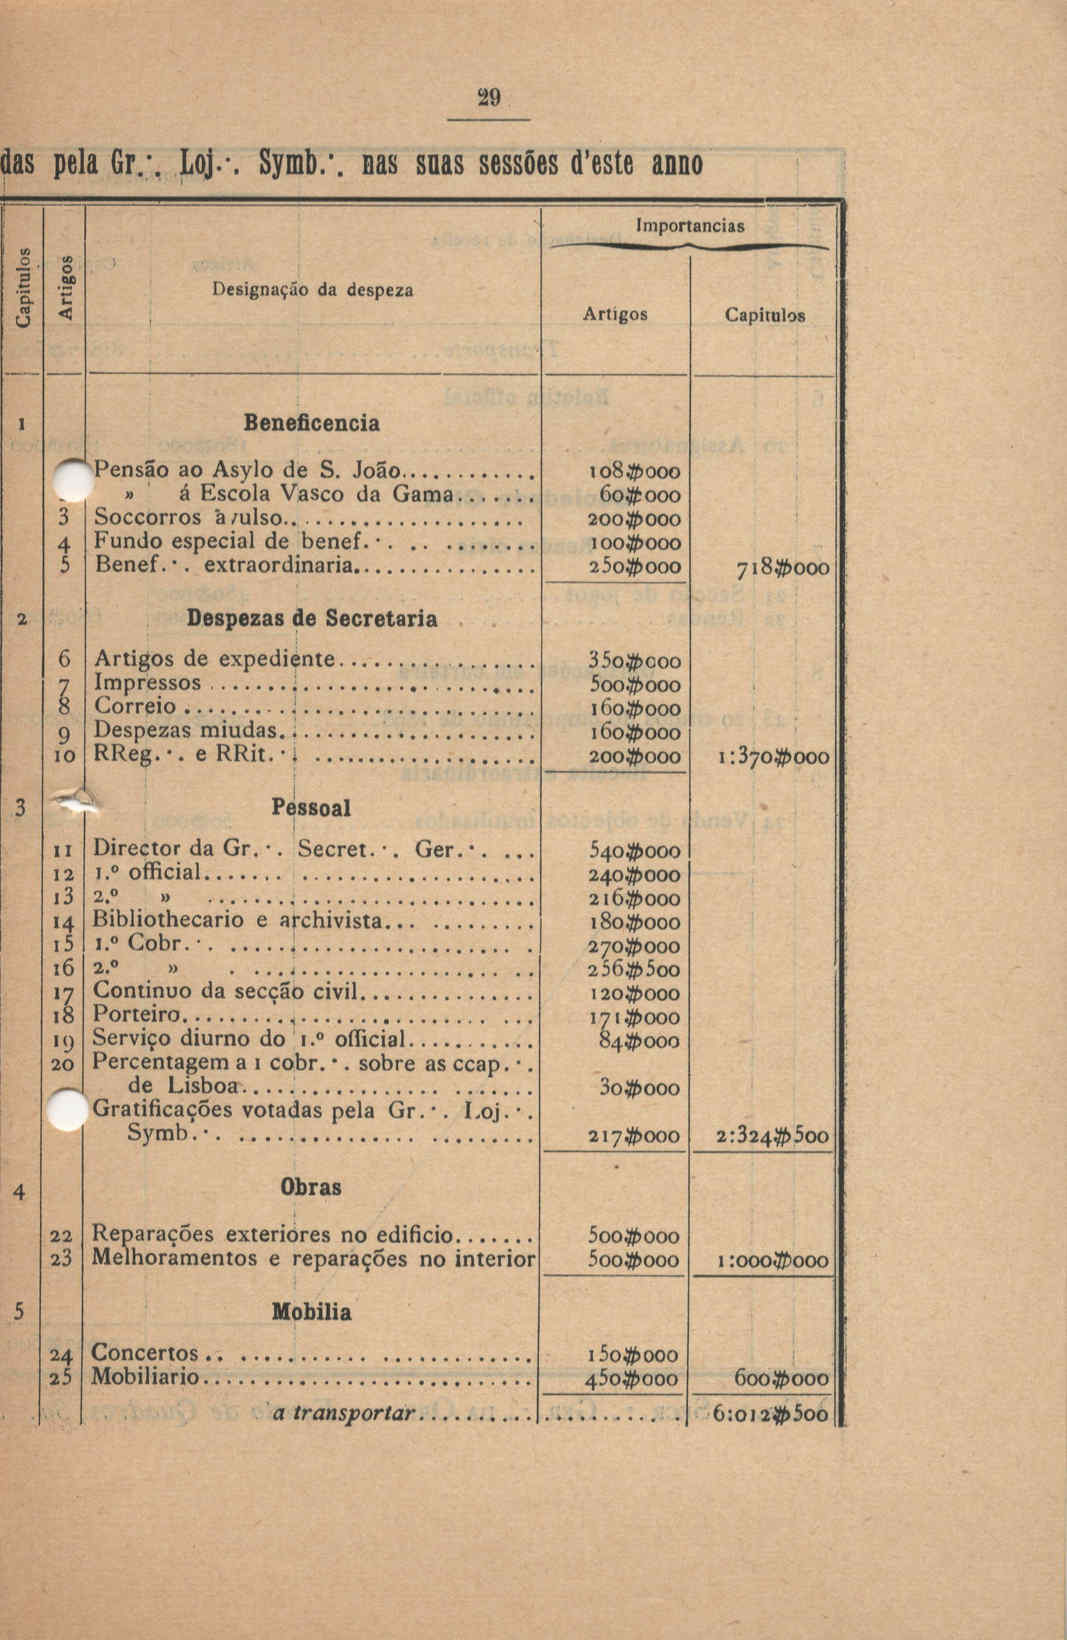 29
das pela Gr.·. Loj.·. Symb.·. nas suas sessões d'este anno
Capitulos
Artigos
Designação da despeza
Importancias
Artigos
Capitulos
1 Beneficencia
Pensão ao Asylo de S. João............ 108$000
» á Escola Vasco da Gama....... 60$000
3 Soccorros avulso.................... 200$000
4 Fundo especial de benef.·. .......... 100$000
5 Benef.·. extraordinaria................ 250$000 718$000
2 Despezas de Secretaria
6 Artigos de expediente................. 350$000
7 Impressos ............................ 500$000
8 Correio .............................. 160$000
9 Despezas miudas...................... 160$000
10 RReg.·. e RRit.·. ................... 200$000 1:370$000
3 Pessoal
11 Director da Gr.·. Secret.·. Ger.·. ... 540$000
12 1.º official............................ 240$000
13 2.º » ............................ 216$000
14 Bibliothecario e archivista............ 180$000
15 1.º Cobr.·. .......................... 270$000
16 2.º » .......................... 256$500
17 Continuo da secção civil............... 120$000
18 Porteiro.............................. 171$000
19 Serviço diurno do 1.º official........... 84$000
20 Percentagem a 1 cobr.·. sobre as ccap.·.
de Lisboa........................ 30$000
Gratificações votadas pela Gr.·. Loj.·.
Symb.·. ........................ 217$000 2:324$500
4 Obras
22 Reparações exteriores no edificio....... 500$000
23 Melhoramentos e reparações no interior 500$000 1:000$000
5 Mobilia
24 Concertos .......................... 150$000
25 Mobiliario............................ 450$000 600$000
a transportar.................... 6:012$500